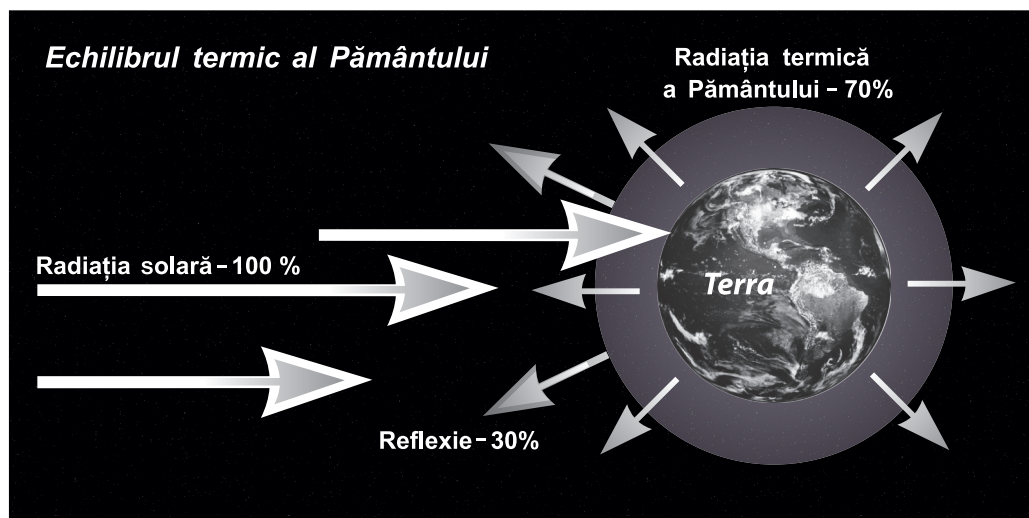 Echilibrul termic al Pământului
Radiația termică
a Pământului – 70%
Radiația solară – 100 %
Terra
Reflexie – 30%